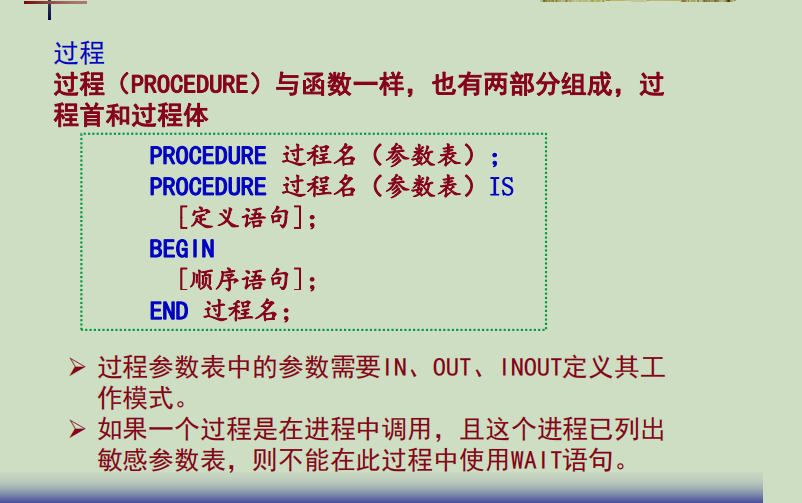 过程
过程（PROCEDURE）与函数一样，也有两部分组成，过
程首和过程体
PROCEDURE 过程名（参数表）;
PROCEDURE 过程名（参数表）IS
[定义语句];
BEGIN
[顺序语句];
END 过程名;
➢ 过程参数表中的参数需要IN、OUT、INOUT定义其工
作模式。
➢ 如果一个过程是在进程中调用，且这个进程已列出
敏感参数表，则不能在此过程中使用WAIT语句。